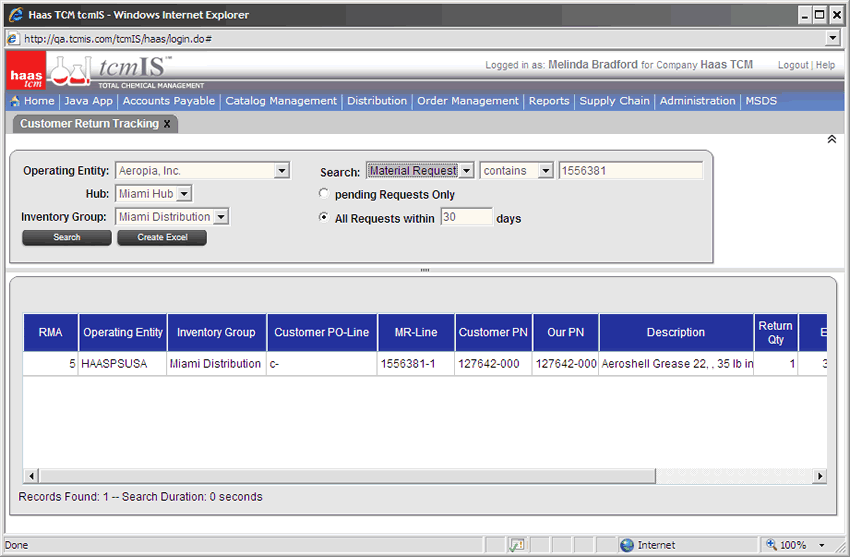 Haas TCM tcmIS - Windows Internet Explorer
http://qa.tcmis.com/tcmIS/haas/login.do#
haas tcm
tcmIS™
TOTAL CHEMICAL MANAGEMENT
Logged in as: Melinda Bradford for Company Haas TCM Logout | Help
Home | Java App | Accounts Payable | Catalog Management | Distribution | Order Management | Reports | Supply Chain | Administration | MSDS
Customer Return Tracking X
Operating Entity: Aeropia, Inc. Search: Material Request contains 1556381
Hub: Miami Hub pending Requests Only
Inventory Group: Miami Distribution All Requests within 30 days
Search Create Excel
RMA Operating Entity Inventory Group Customer PO-Line MR-Line Customer PN Our PN Description Return Qty E
5 HAASPSUSA Miami Distribution c- 1556381-1 127642-000 127642-000 Aeroshell Grease 22, , 35 lb in 1 3
Records Found: 1 -- Search Duration: 0 seconds
Done Internet 100%